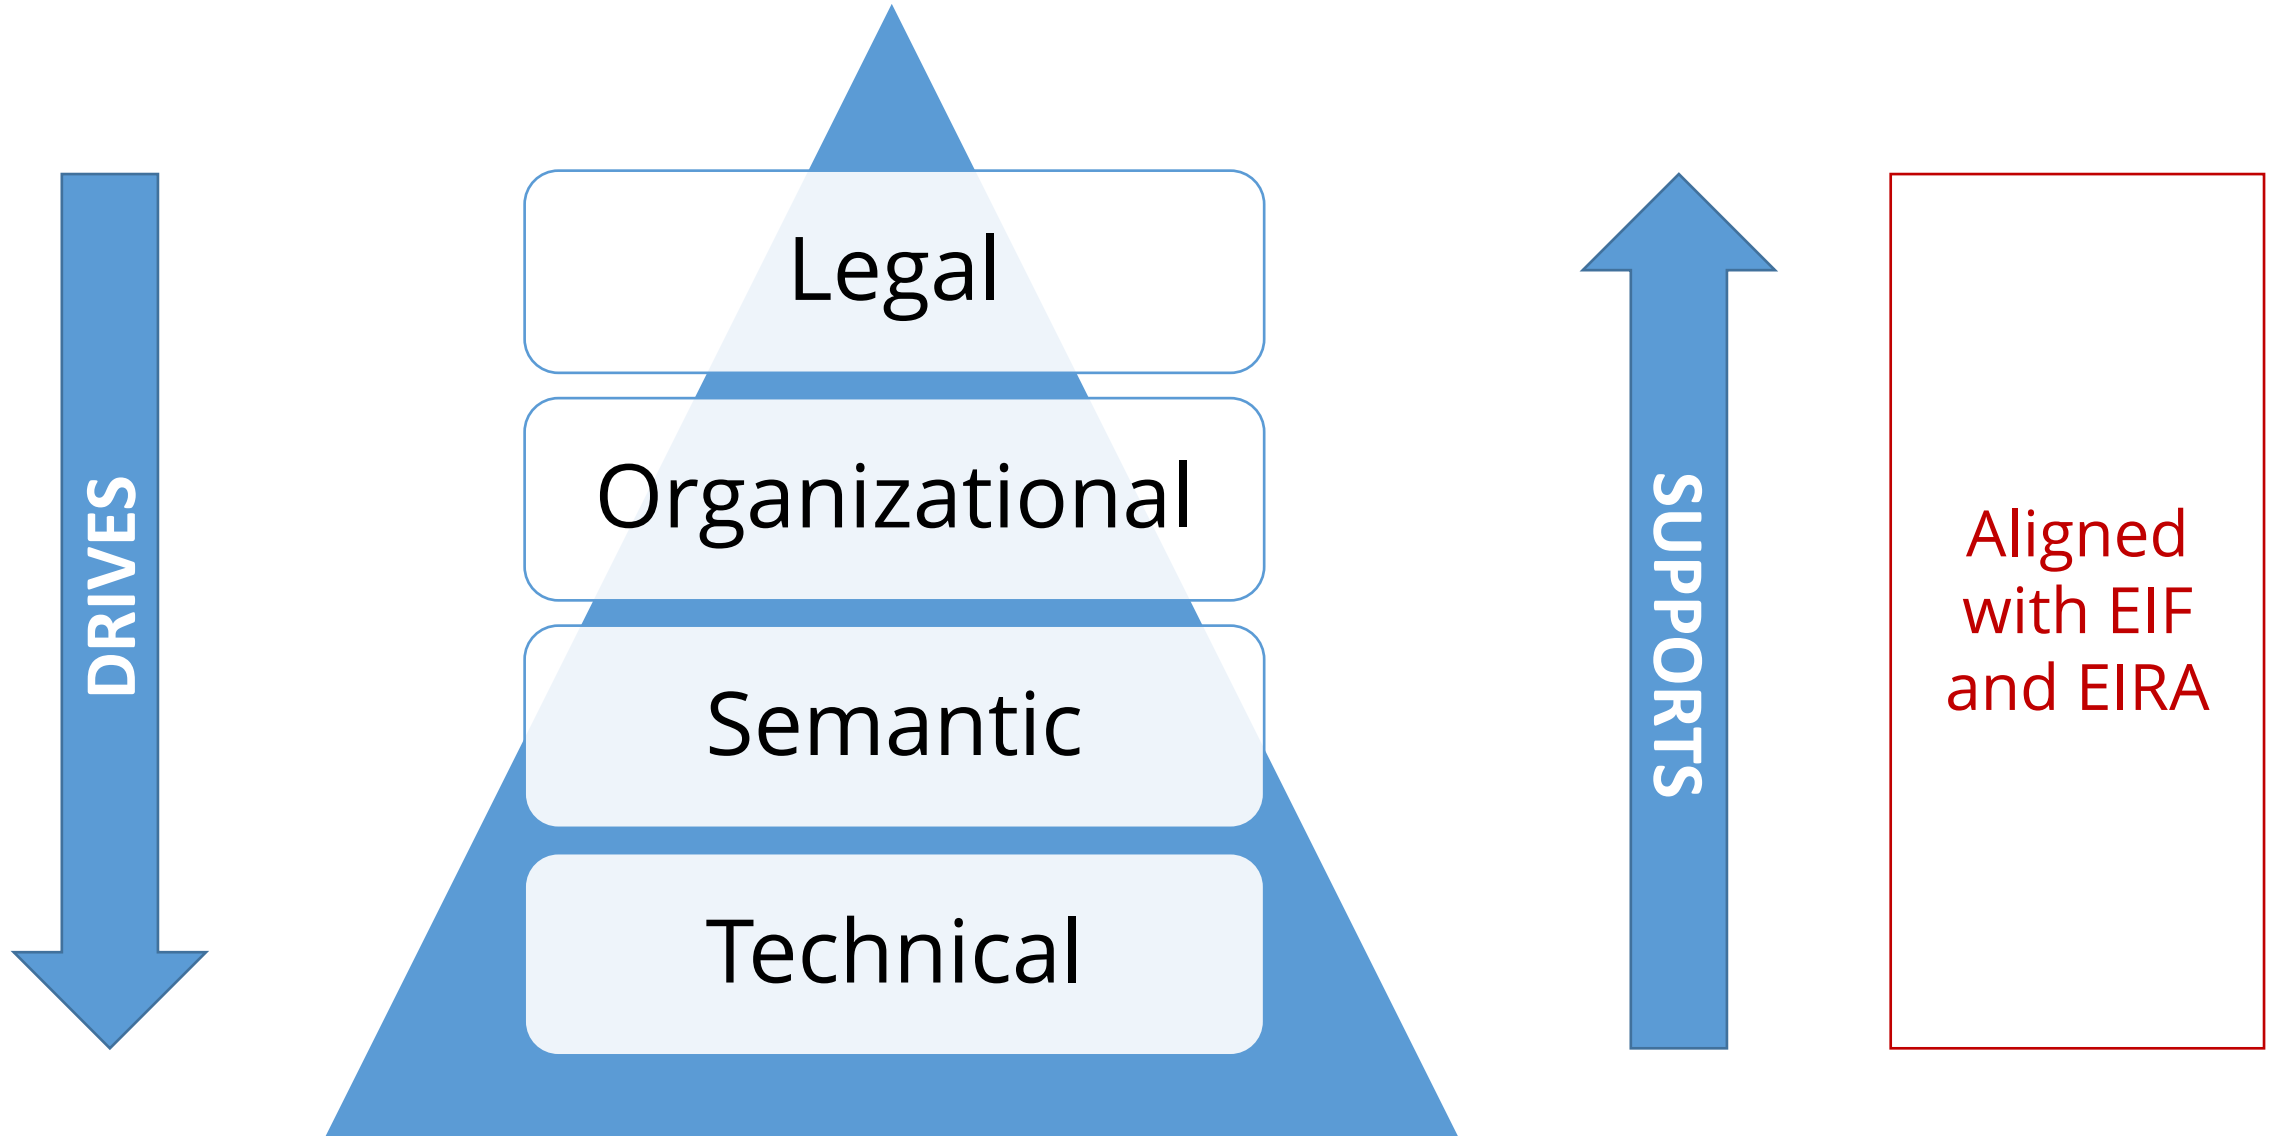 DRIVES
Legal
Organizational
Semantic
Technical
SUPPORTS
Aligned
with EIF
and EIRA